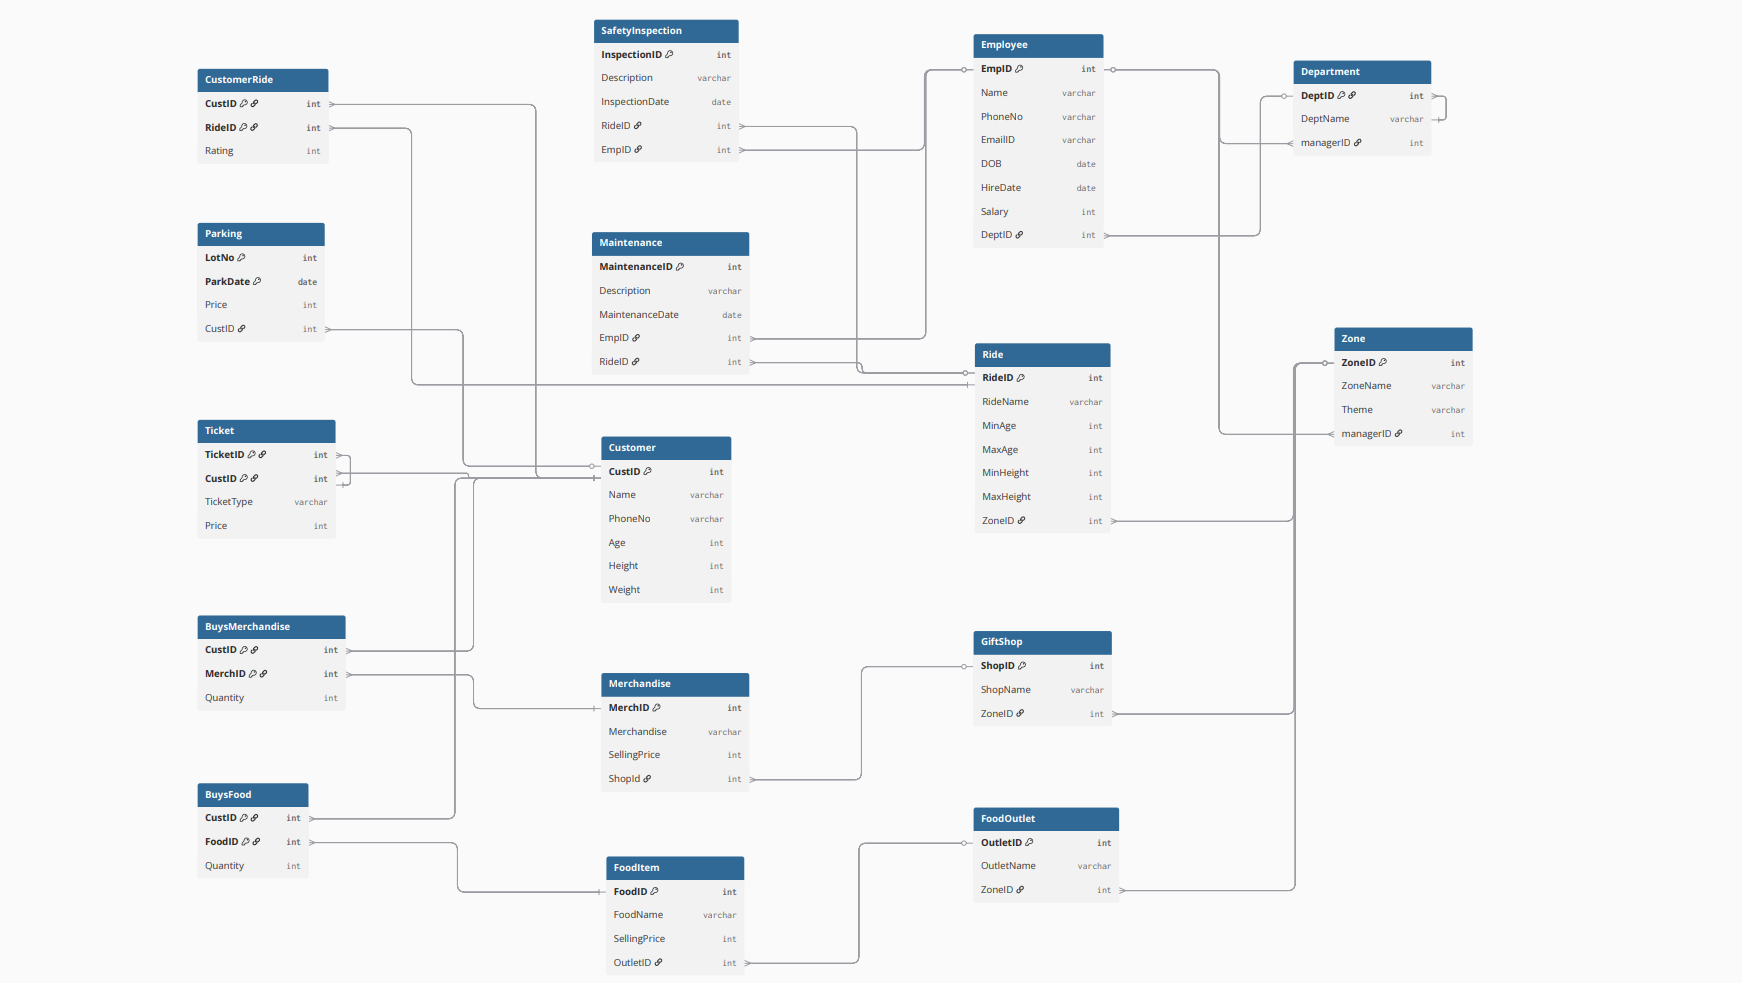 CustomerRide
CustID int
RideID int
Rating int
Parking
LotNo int
ParkDate date
Price int
CustID int
Ticket
TicketID int
CustID int
TicketType varchar
Price int
BuysMerchandise
CustID int
MerchID int
Quantity int
BuysFood
CustID int
FoodID int
Quantity int
SafetyInspection
InspectionID int
Description varchar
InspectionDate date
RideID int
EmpID int
Maintenance
MaintenanceID int
Description varchar
MaintenanceDate date
EmpID int
RideID int
Customer
CustID int
Name varchar
PhoneNo varchar
Age int
Height int
Weight int
Merchandise
MerchID int
Merchandise varchar
SellingPrice int
ShopId int
FoodItem
FoodID int
FoodName varchar
SellingPrice int
OutletID int
Employee
EmpID int
Name varchar
PhoneNo varchar
EmailID varchar
DOB date
HireDate date
Salary int
DeptID int
Ride
RideID int
RideName varchar
MinAge int
MaxAge int
MinHeight int
MaxHeight int
ZoneID int
GiftShop
ShopID int
ShopName varchar
ZoneID int
FoodOutlet
OutletID int
OutletName varchar
ZoneID int
Department
DeptID int
DeptName varchar
managerID int
Zone
ZoneID int
ZoneName varchar
Theme varchar
managerID int